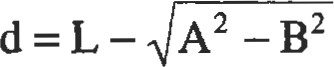 d = L − √(A² − B²)